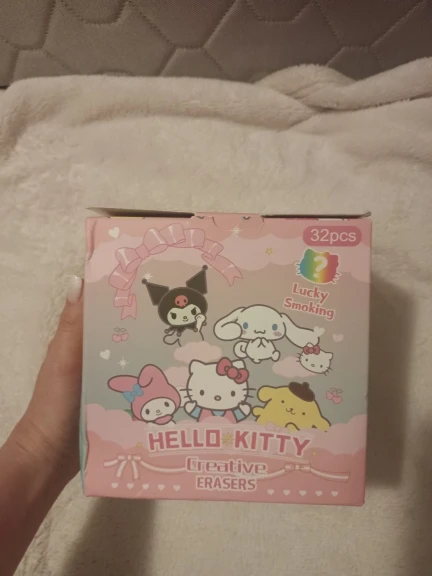 32pcs
?
Lucky
Smoking
HELLO KITTY
Creative
ERASERS